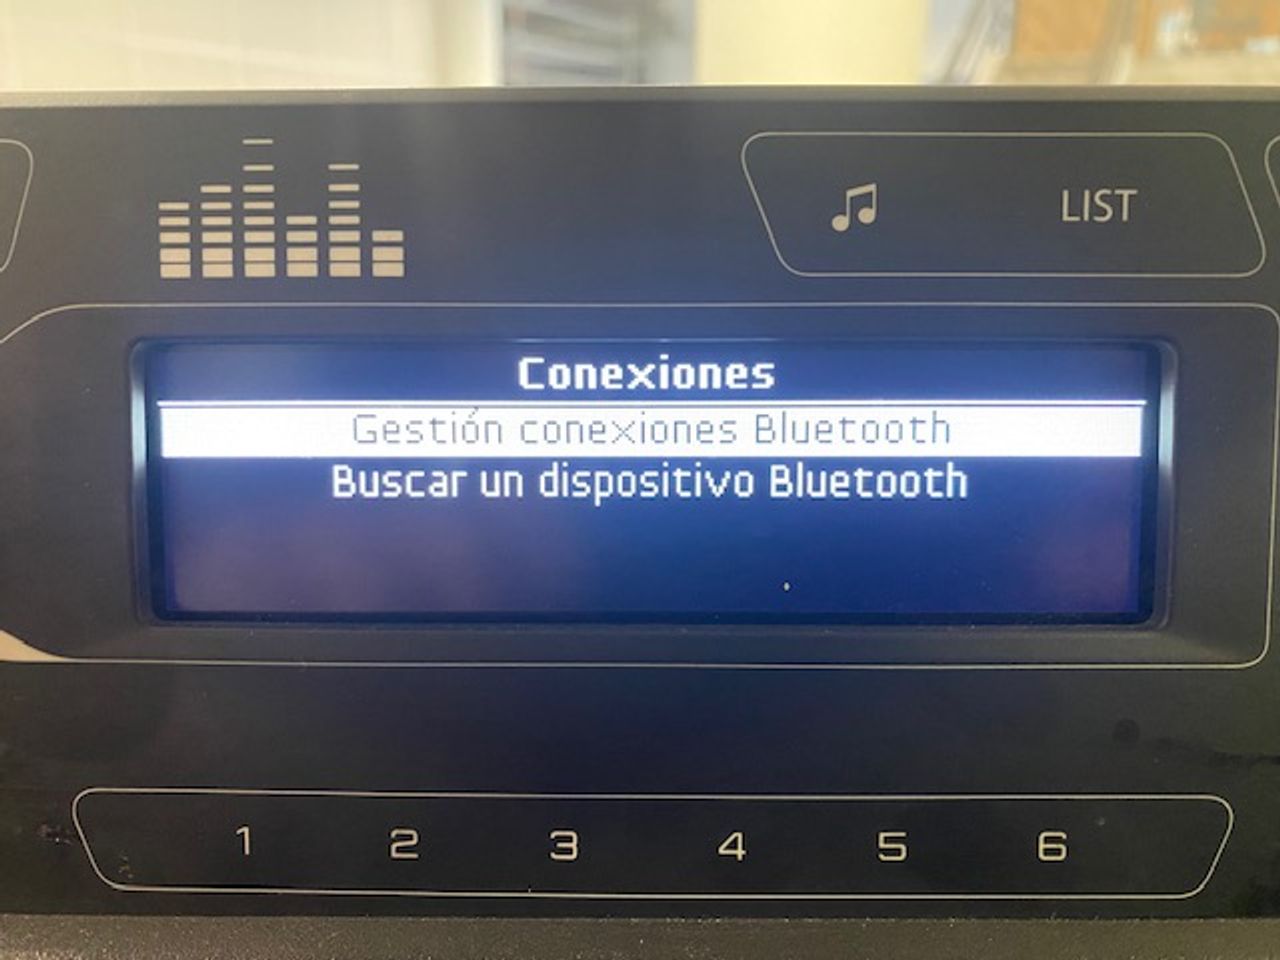 LIST
Conexiones
Gestión conexiones Bluetooth
Buscar un dispositivo Bluetooth
1 2 3 4 5 6